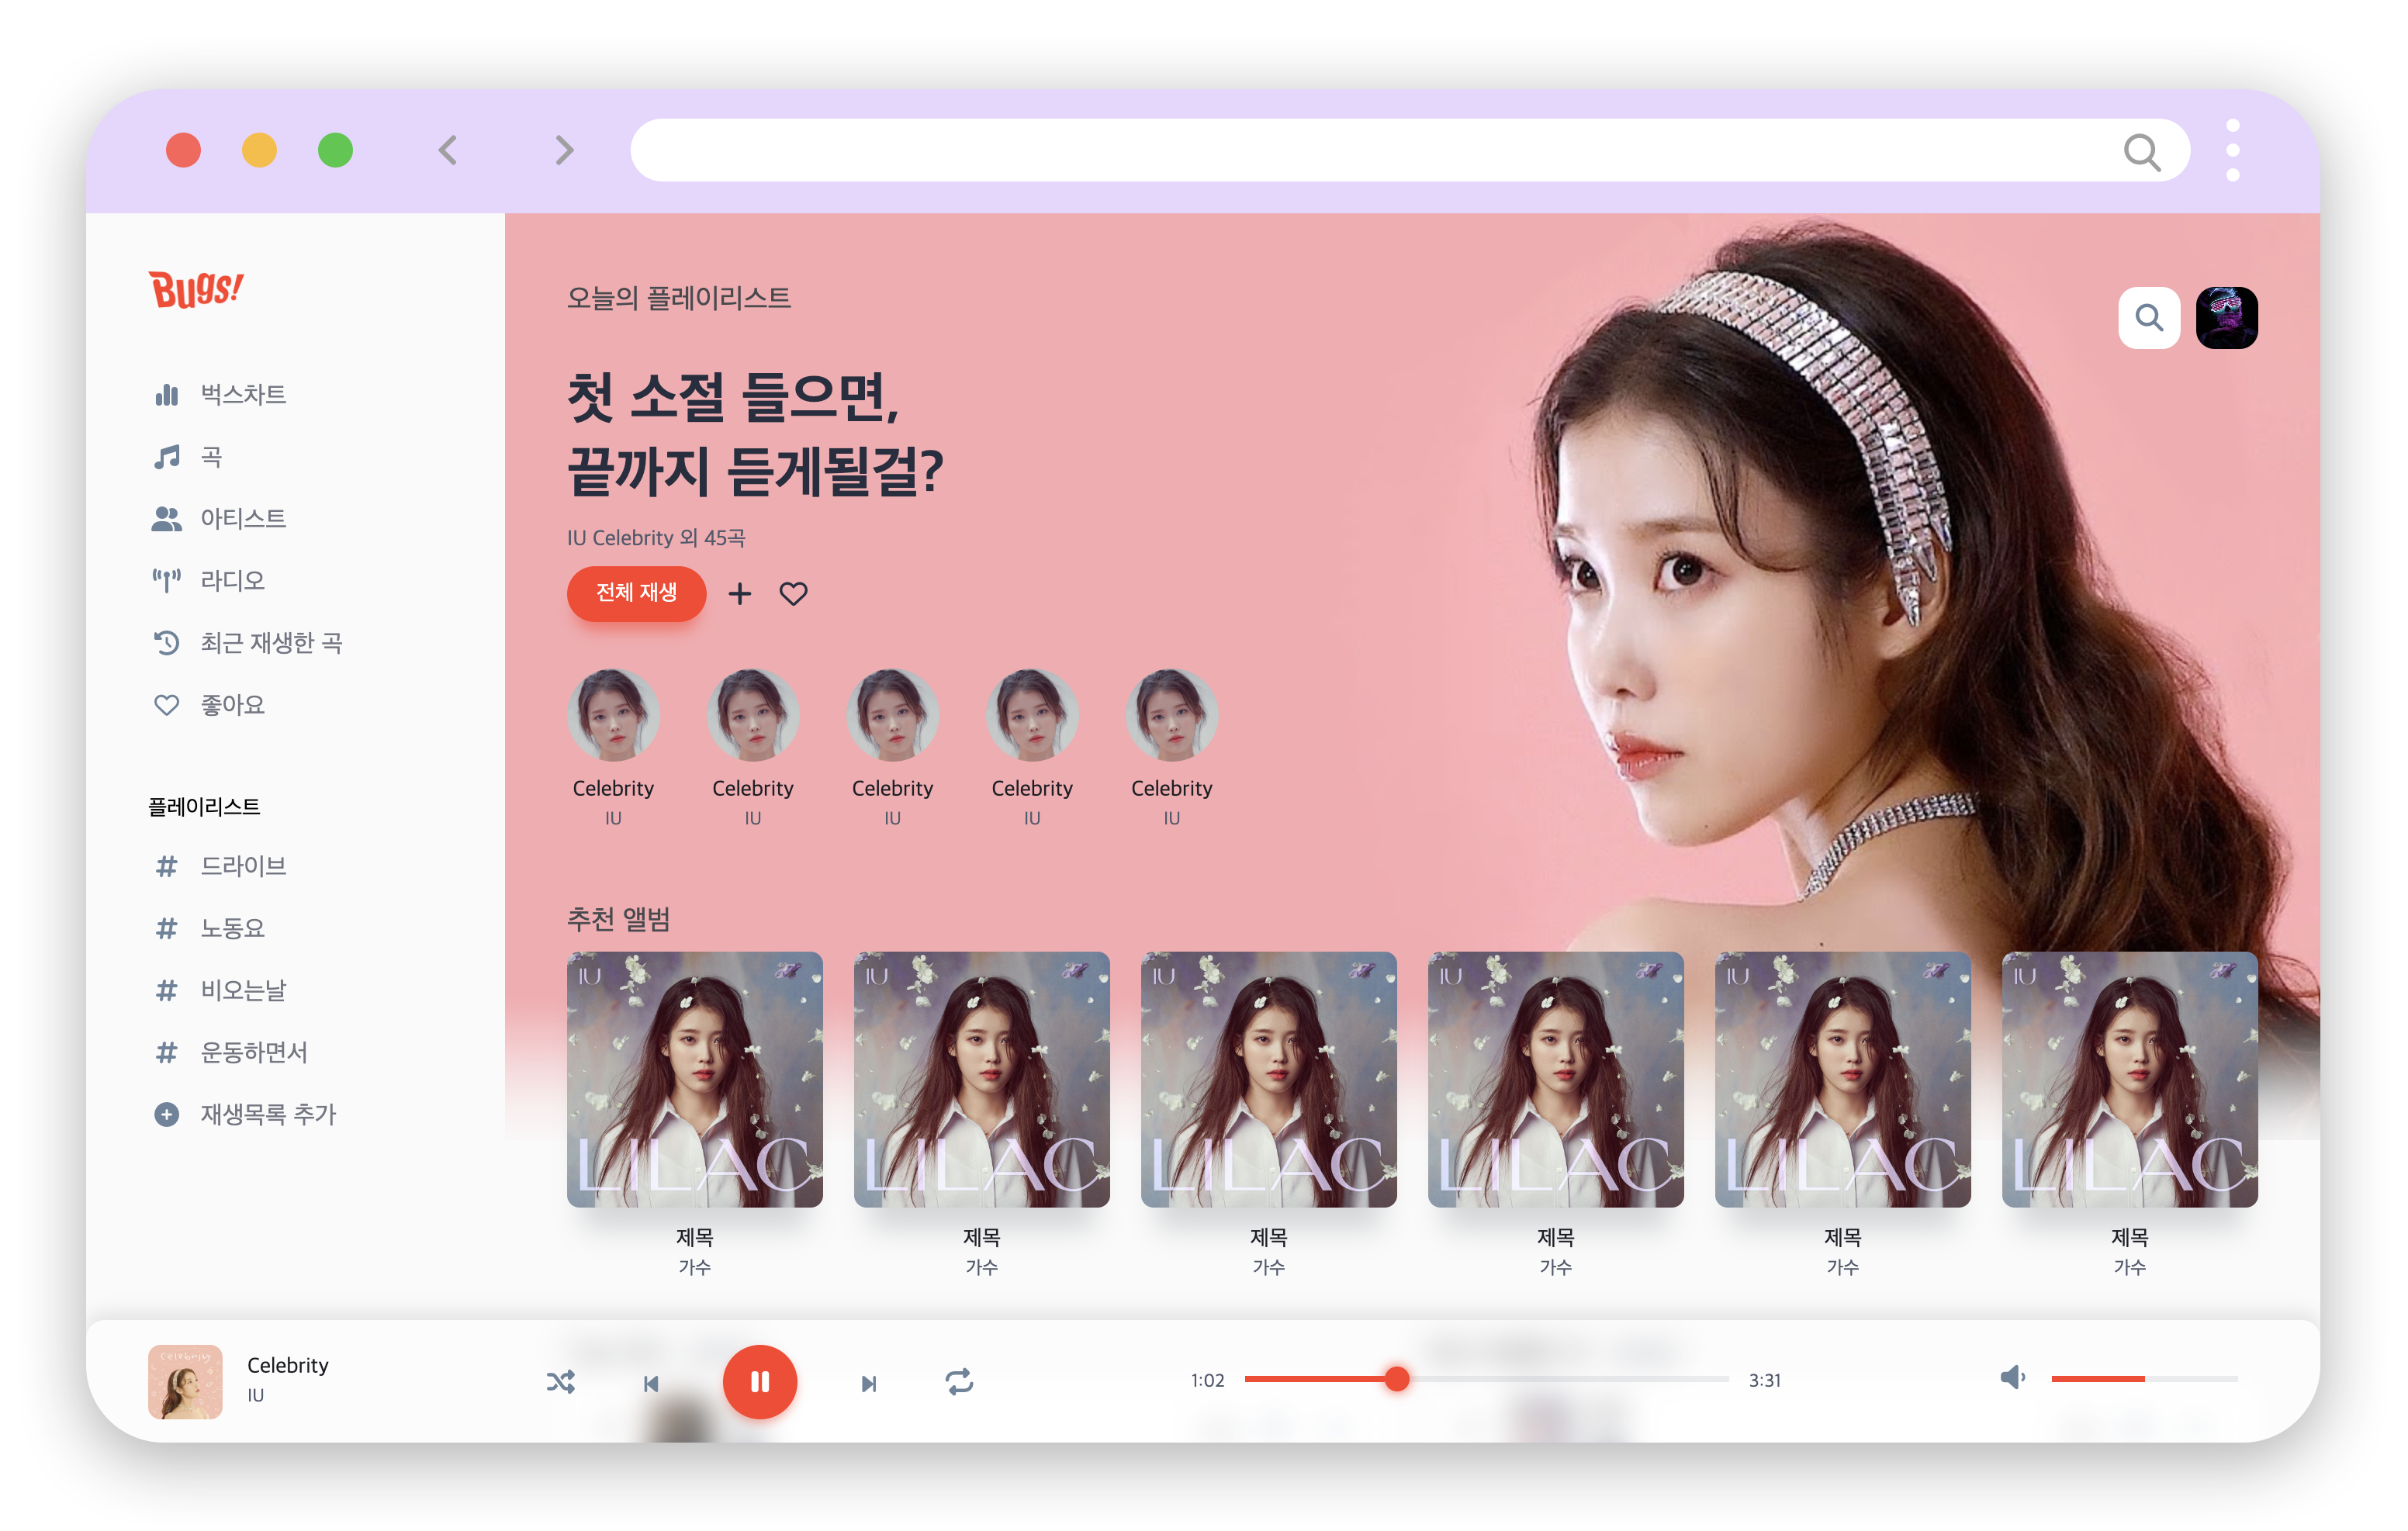 Bugs!
벅스차트
곡
아티스트
라디오
최근 재생한 곡
좋아요
플레이리스트
# 드라이브
# 노동요
# 비오는날
# 운동하면서
재생목록 추가
오늘의 플레이리스트
첫 소절 들으면,
끝까지 듣게될걸?
IU Celebrity 외 45곡
전체 재생
Celebrity
IU
Celebrity
IU
Celebrity
IU
Celebrity
IU
Celebrity
IU
추천 앨범
IU
LILAC
제목
가수
IU
LILAC
제목
가수
IU
LILAC
제목
가수
IU
LILAC
제목
가수
IU
LILAC
제목
가수
IU
LILAC
제목
가수
Celebrity
Celebrity
IU
1:02
3:31